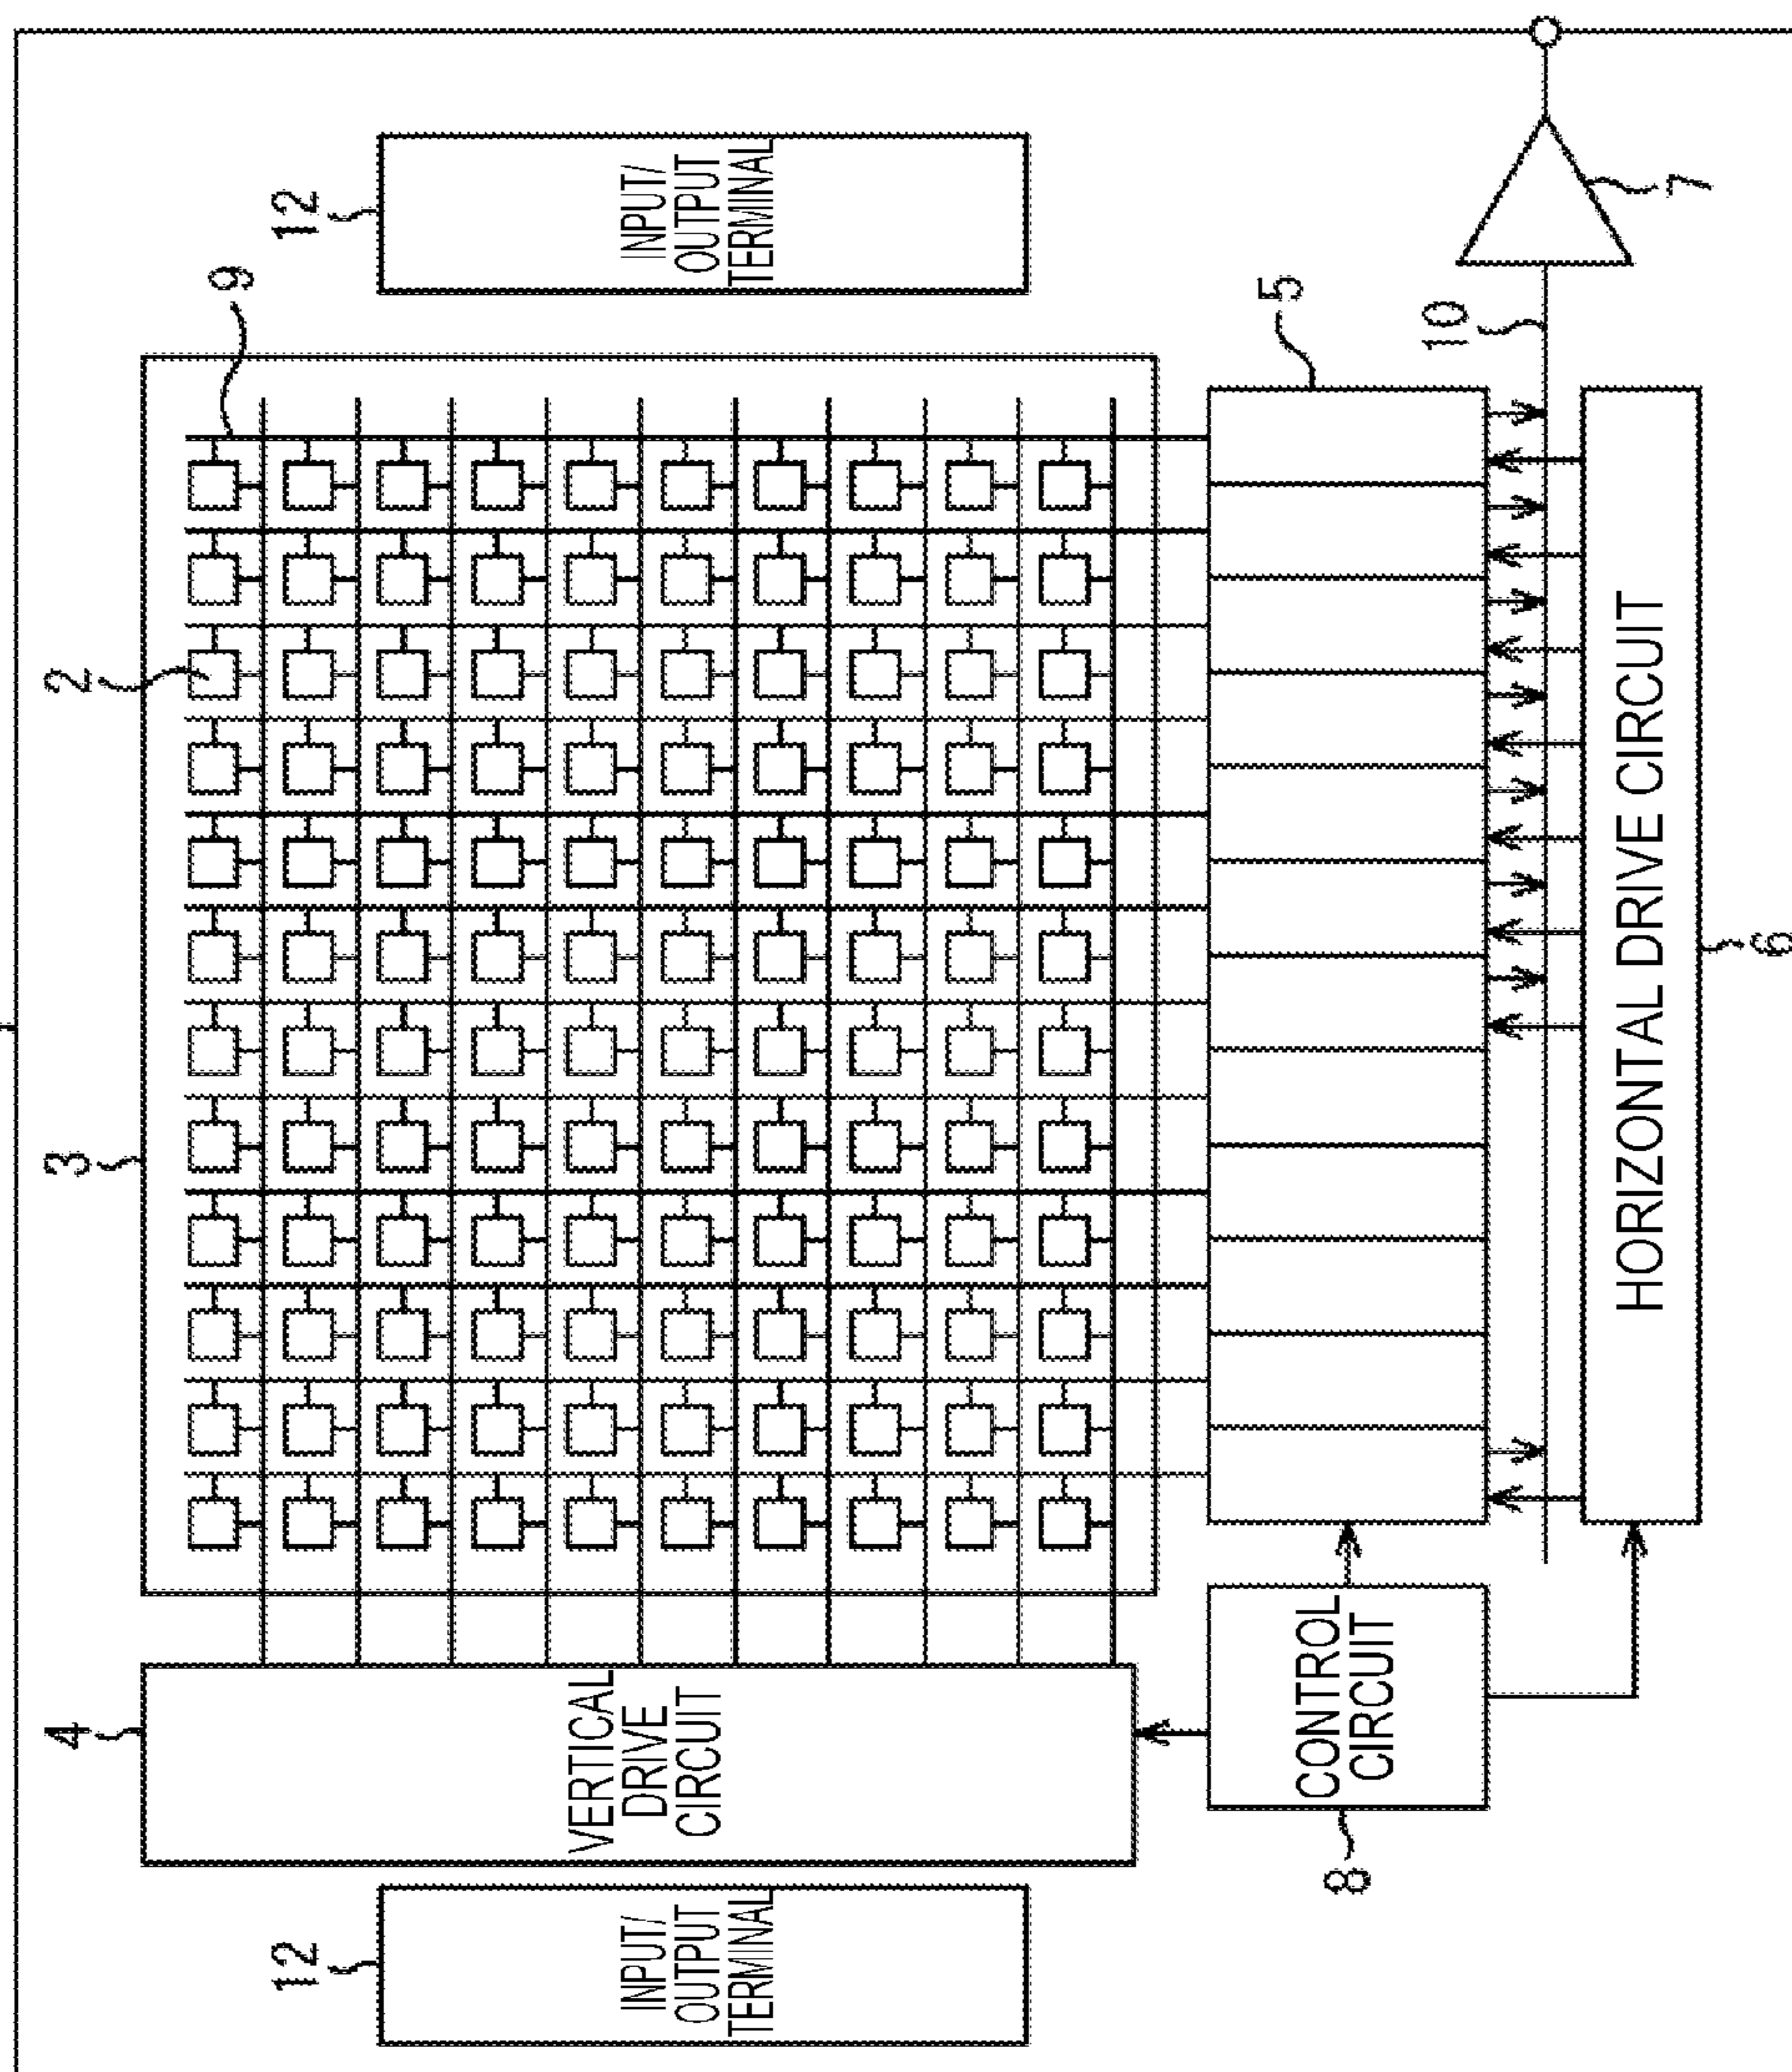 12
INPUT/
OUTPUT
TERMINAL
4
VERTICAL
DRIVE
CIRCUIT
3
2
9
12
INPUT/
OUTPUT
TERMINAL
8
CONTROL
CIRCUIT
5
10
7
HORIZONTAL DRIVE CIRCUIT
6